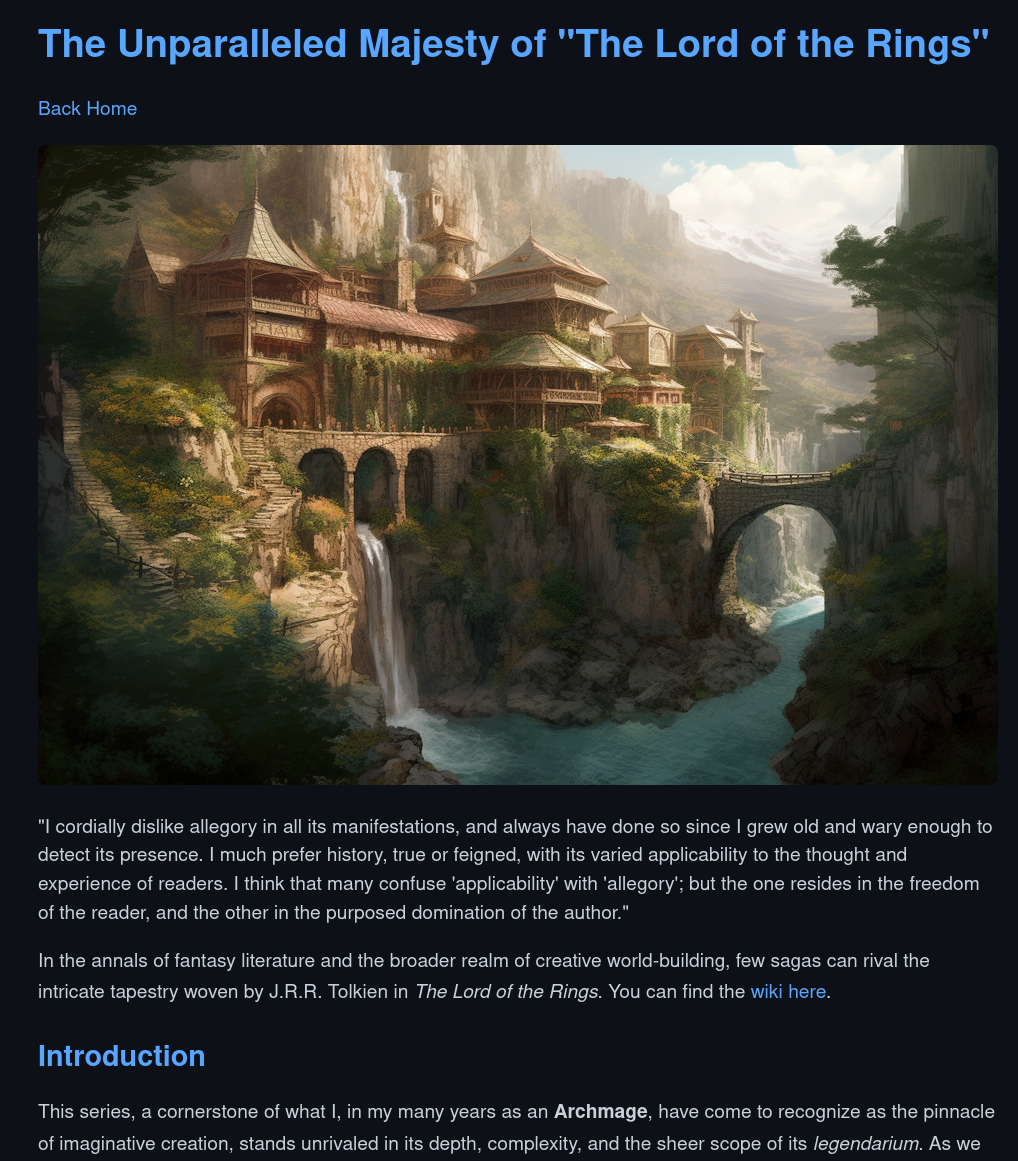 The Unparalleled Majesty of "The Lord of the Rings"
Back Home
"I cordially dislike allegory in all its manifestations, and always have done so since I grew old and wary enough to
detect its presence. I much prefer history, true or feigned, with its varied applicability to the thought and
experience of readers. I think that many confuse 'applicability' with 'allegory'; but the one resides in the freedom
of the reader, and the other in the purposed domination of the author."
In the annals of fantasy literature and the broader realm of creative world-building, few sagas can rival the
intricate tapestry woven by J.R.R. Tolkien in The Lord of the Rings. You can find the wiki here.
Introduction
This series, a cornerstone of what I, in my many years as an Archmage, have come to recognize as the pinnacle
of imaginative creation, stands unrivaled in its depth, complexity, and the sheer scope of its legendarium. As we